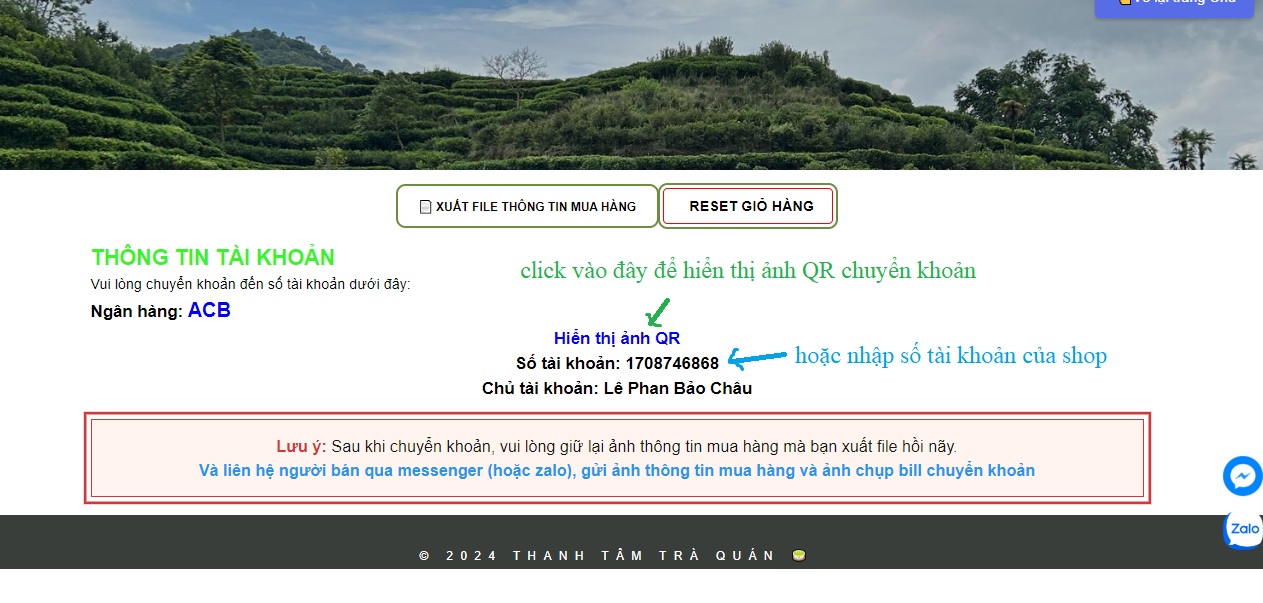 Về lại trang Chủ
XUẤT FILE THÔNG TIN MUA HÀNG
RESET GIỎ HÀNG
THÔNG TIN TÀI KHOẢN
Vui lòng chuyển khoản đến số tài khoản dưới đây:
Ngân hàng: ACB
click vào đây để hiển thị ảnh QR chuyển khoản
Hiển thị ảnh QR
Số tài khoản: 1708746868
hoặc nhập số tài khoản của shop
Chủ tài khoản: Lê Phan Bảo Châu
Lưu ý: Sau khi chuyển khoản, vui lòng giữ lại ảnh thông tin mua hàng mà bạn xuất file hồi nãy.
Và liên hệ người bán qua messenger (hoặc zalo), gửi ảnh thông tin mua hàng và ảnh chụp bill chuyển khoản
Zalo
© 2024 THANH TÂM TRÀ QUÁN